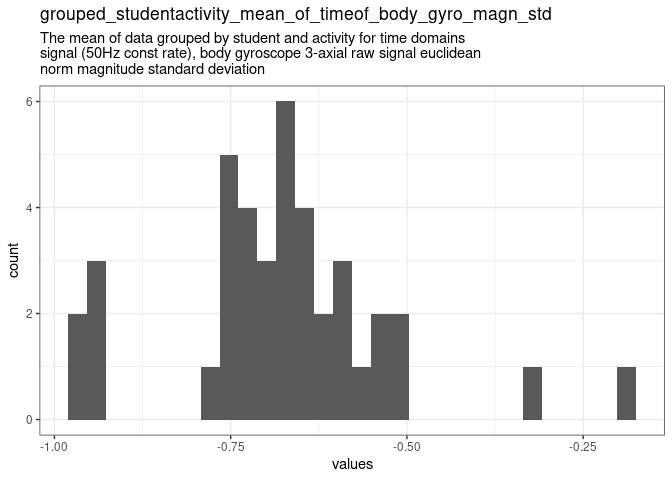 grouped_studentactivity_mean_of_timeof_body_gyro_magn_std
The mean of data grouped by student and activity for time domains
signal (50Hz const rate), body gyroscope 3-axial raw signal euclidean
norm magnitude standard deviation
6
4
2
0
count
-1.00
-0.75
-0.50
-0.25
values